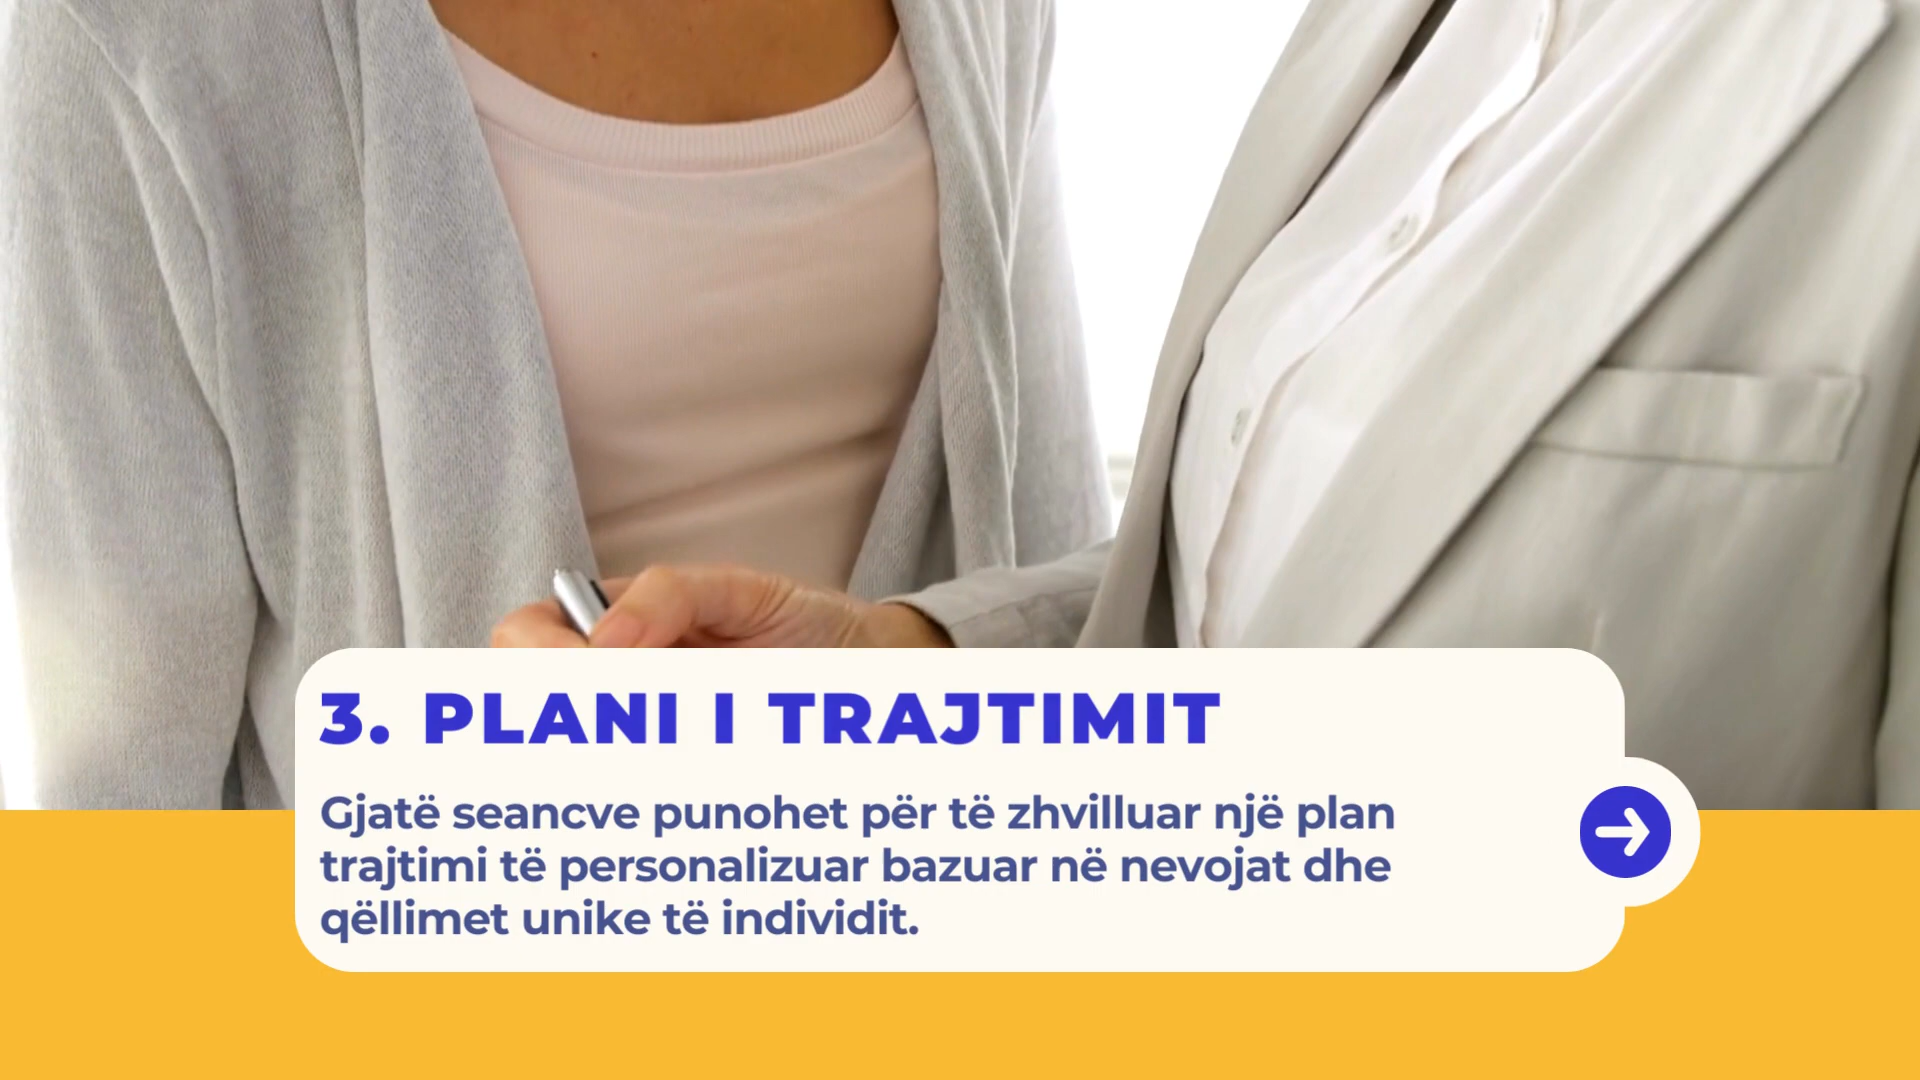 3. PLANI I TRAJTIMIT
Gjatë seancve punohet për të zhvilluar një plan
trajtimi të personalizuar bazuar në nevojat dhe
qëllimet unike të individit.